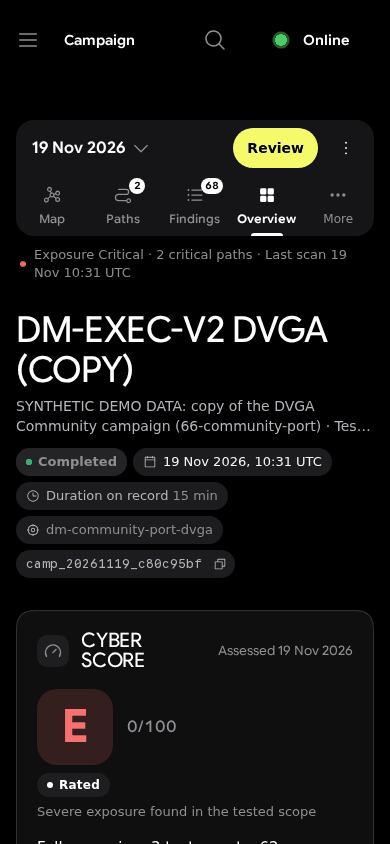 Campaign
Online
19 Nov 2026
Review
2
68
Map
Paths
Findings
Overview
More
Exposure Critical · 2 critical paths · Last scan 19
Nov 10:31 UTC
DM-EXEC-V2 DVGA
(COPY)
SYNTHETIC DEMO DATA: copy of the DVGA
Community campaign (66-community-port) · Tes…
Completed
19 Nov 2026, 10:31 UTC
Duration on record 15 min
dm-community-port-dvga
camp_20261119_c80c95bf
CYBER
SCORE
Assessed 19 Nov 2026
E
0/100
Rated
Severe exposure found in the tested scope